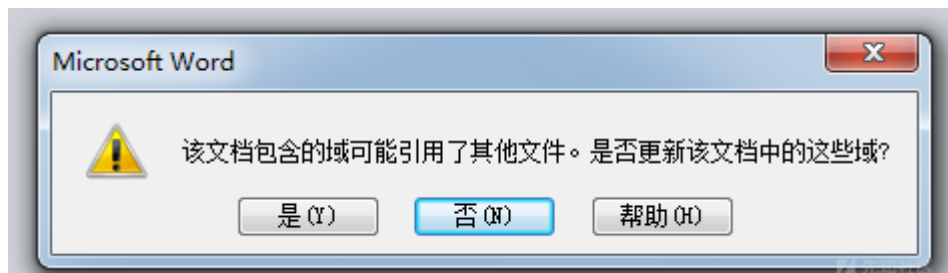 Microsoft Word
该文档包含的域可能引用了其他文件。是否更新该文档中的这些域?
是(Y)
否(N)
帮助(H)